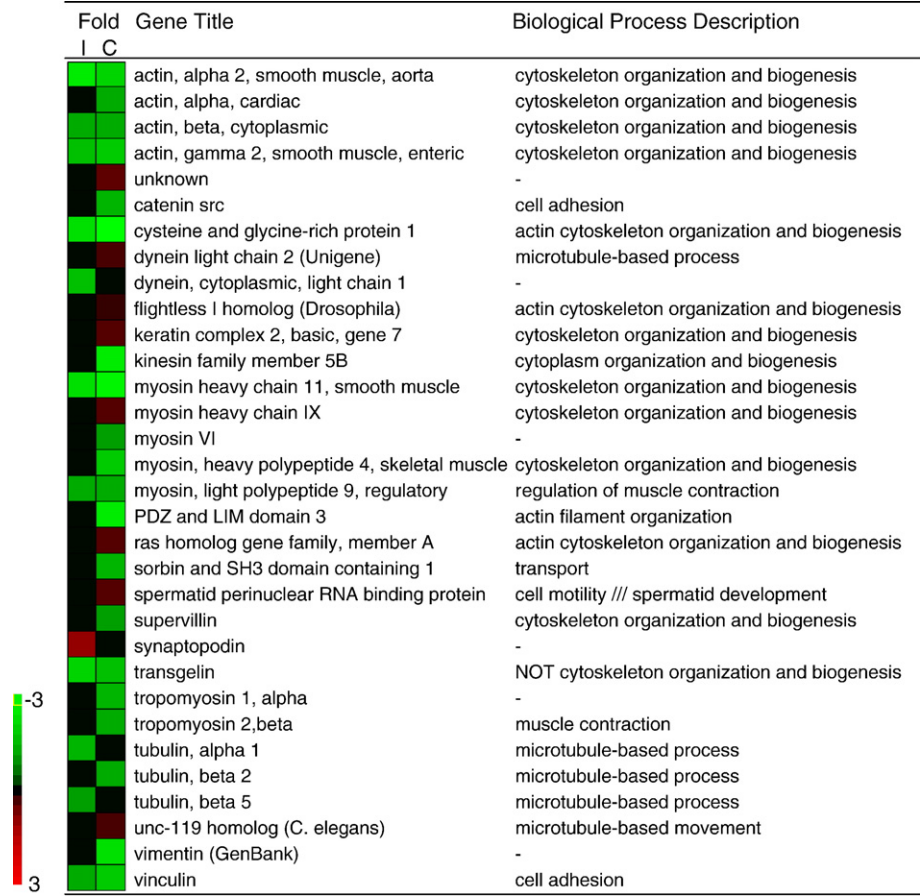 Fold Gene Title Biological Process Description
I C
actin, alpha 2, smooth muscle, aorta cytoskeleton organization and biogenesis
actin, alpha, cardiac cytoskeleton organization and biogenesis
actin, beta, cytoplasmic cytoskeleton organization and biogenesis
actin, gamma 2, smooth muscle, enteric cytoskeleton organization and biogenesis
unknown -
catenin src cell adhesion
cysteine and glycine-rich protein 1 actin cytoskeleton organization and biogenesis
dynein light chain 2 (Unigene) microtubule-based process
dynein, cytoplasmic, light chain 1 -
flightless I homolog (Drosophila) actin cytoskeleton organization and biogenesis
keratin complex 2, basic, gene 7 cytoskeleton organization and biogenesis
kinesin family member 5B cytoplasm organization and biogenesis
myosin heavy chain 11, smooth muscle cytoskeleton organization and biogenesis
myosin heavy chain IX cytoskeleton organization and biogenesis
myosin VI -
myosin, heavy polypeptide 4, skeletal muscle cytoskeleton organization and biogenesis
myosin, light polypeptide 9, regulatory regulation of muscle contraction
PDZ and LIM domain 3 actin filament organization
ras homolog gene family, member A actin cytoskeleton organization and biogenesis
sorbin and SH3 domain containing 1 transport
spermatid perinuclear RNA binding protein cell motility /// spermatid development
supervillin cytoskeleton organization and biogenesis
synaptopodin -
transgelin NOT cytoskeleton organization and biogenesis
-3 tropomyosin 1, alpha -
tropomyosin 2,beta muscle contraction
tubulin, alpha 1 microtubule-based process
tubulin, beta 2 microtubule-based process
tubulin, beta 5 microtubule-based process
unc-119 homolog (C. elegans) microtubule-based movement
vimentin (GenBank) -
3 vinculin cell adhesion